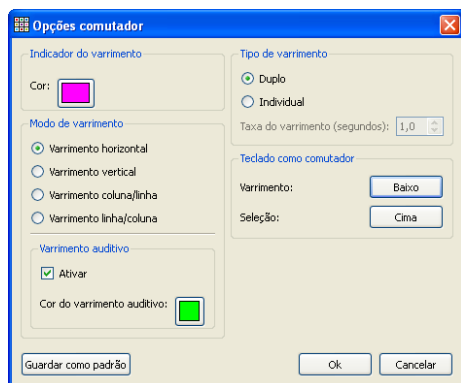 Opções comutador
Indicador do varrimento
Cor:
Modo de varrimento
Varrimento horizontal
Varrimento vertical
Varrimento coluna/linha
Varrimento linha/coluna
Varrimento auditivo
Ativar
Cor do varrimento auditivo:
Tipo de varrimento
Duplo
Individual
Taxa do varrimento (segundos): 1,0
Teclado como comutador
Varrimento: Baixo
Seleção: Cima
Guardar como padrão Ok Cancelar